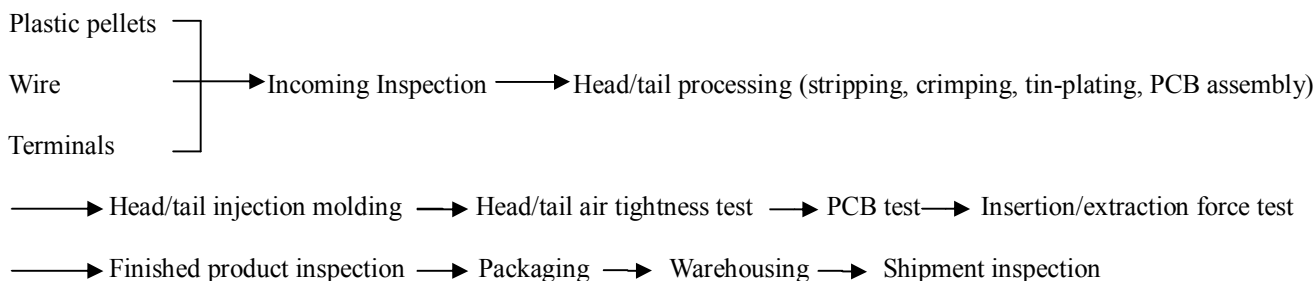 Plastic pellets
Wire
Incoming Inspection
Head/tail processing (stripping, crimping, tin-plating, PCB assembly)
Terminals
Head/tail injection molding
Head/tail air tightness test
PCB test
Insertion/extraction force test
Finished product inspection
Packaging
Warehousing
Shipment inspection